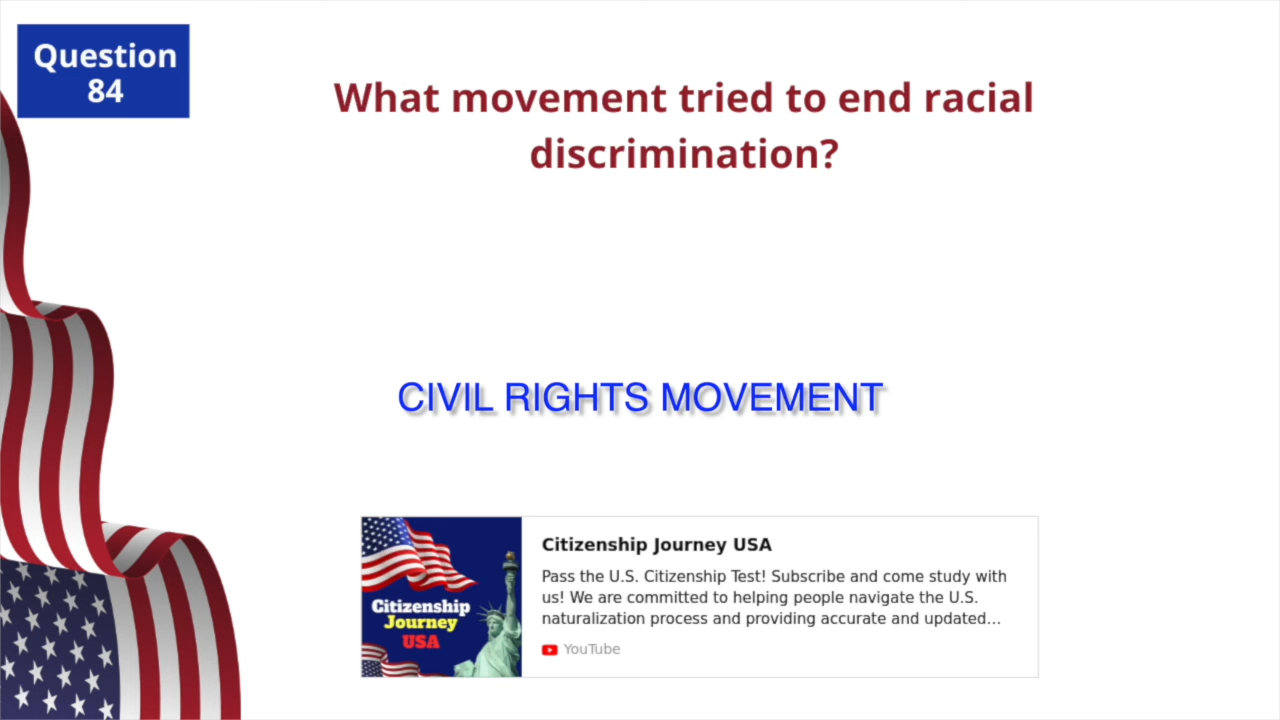 Question
84
What movement tried to end racial
discrimination?
CIVIL RIGHTS MOVEMENT
Citizenship
Journey
USA
Citizenship Journey USA
Pass the U.S. Citizenship Test! Subscribe and come study with
us! We are committed to helping people navigate the U.S.
naturalization process and providing accurate and updated...
YouTube